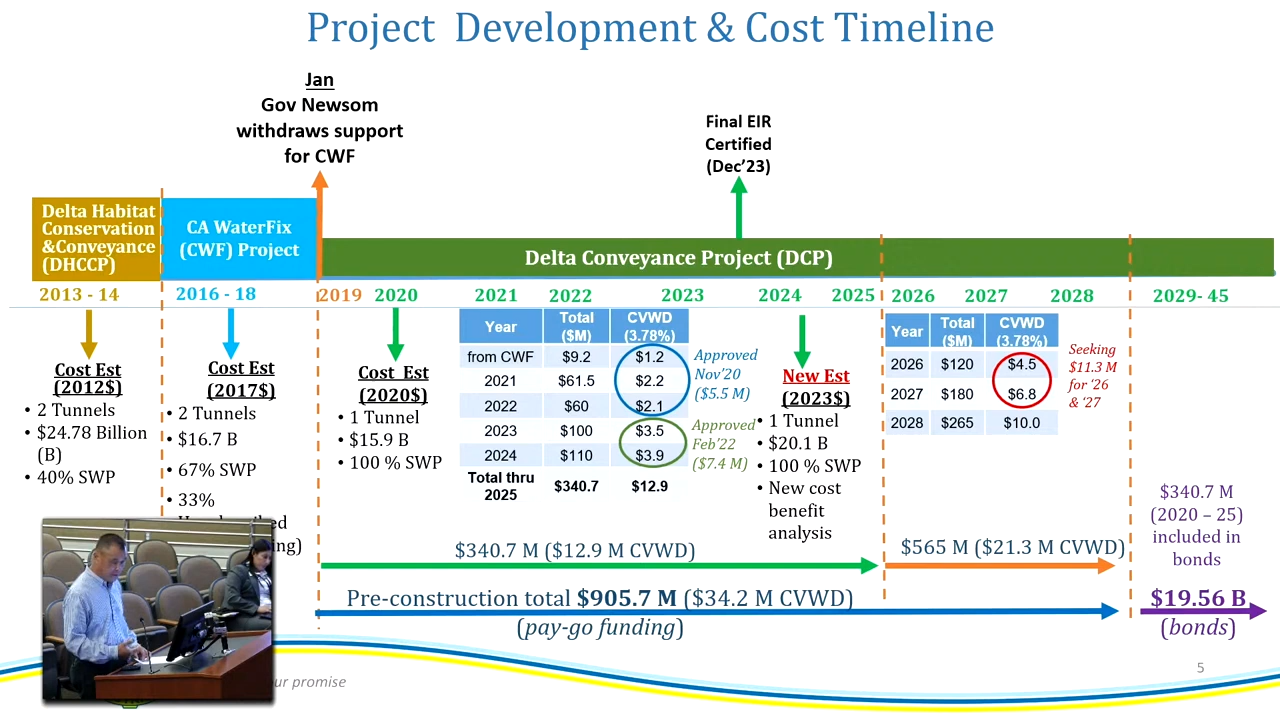 Project Development & Cost Timeline
Jan
Gov Newsom
withdraws support
for CWF
Final EIR
Certified
(Dec’23)
Delta Habitat
Conservation
&Conveyance
(DHCCP)
CA WaterFix
(CWF) Project
Delta Conveyance Project (DCP)
2013 - 14
2016 - 18
2019 2020 2021 2022 2023 2024 2025 2026 2027 2028 2029- 45
Cost Est
(2012$)
• 2 Tunnels
• $24.78 Billion
(B)
• 40% SWP
Cost Est
(2017$)
• 2 Tunnels
• $16.7 B
• 67% SWP
• 33%
Cost Est
(2020$)
• 1 Tunnel
• $15.9 B
• 100 % SWP
Year Total ($M) CVWD (3.78%)
from CWF $9.2 $1.2
2021 $61.5 $2.2
2022 $60 $2.1
2023 $100 $3.5
2024 $110 $3.9
Total thru 2025 $340.7 $12.9
Approved
Nov’20
($5.5 M)
Approved
Feb’22
($7.4 M)
New Est
(2023$)
• 1 Tunnel
• $20.1 B
• 100 % SWP
• New cost
benefit
analysis
Year Total ($M) CVWD (3.78%)
2026 $120 $4.5
2027 $180 $6.8
2028 $265 $10.0
Seeking
$11.3 M
for ‘26
& ‘27
$340.7 M
(2020 – 25)
included in
bonds
$340.7 M ($12.9 M CVWD)
$565 M ($21.3 M CVWD)
Pre-construction total $905.7 M ($34.2 M CVWD)
(pay-go funding)
$19.56 B
(bonds)
promise
5